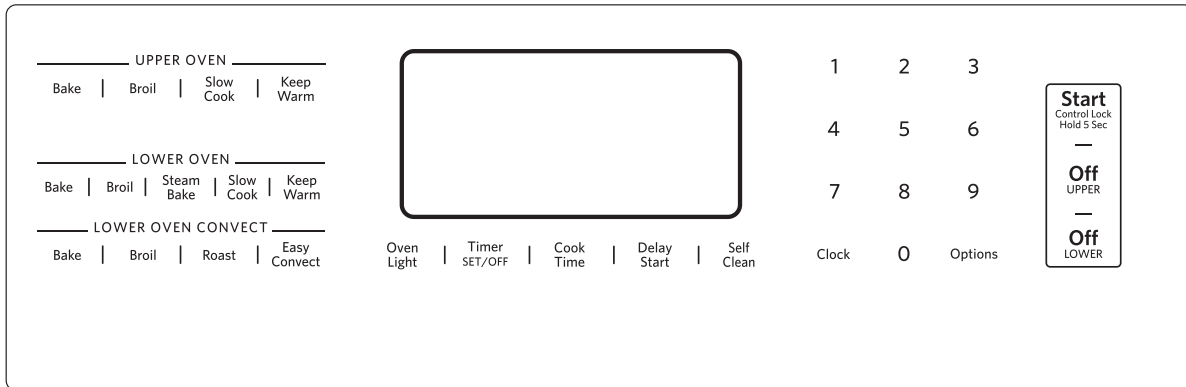 UPPER OVEN
Bake | Broil | Slow Cook | Keep Warm
LOWER OVEN
Bake | Broil | Steam Bake | Slow Cook | Keep Warm
LOWER OVEN CONVECT
Bake | Broil | Roast | Easy Convect
Oven Light | Timer SET/OFF | Cook Time | Delay Start | Self Clean
1 2 3
4 5 6
7 8 9
Clock 0 Options
Start
Control Lock
Hold 5 Sec
Off
UPPER
Off
LOWER